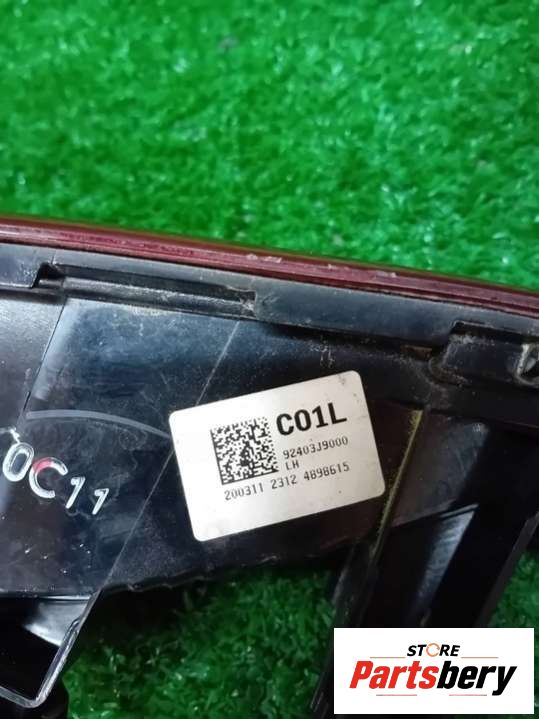 C01L
92403J9000
LH
200311 2312 4898615
0C11
STORE
Partsbery